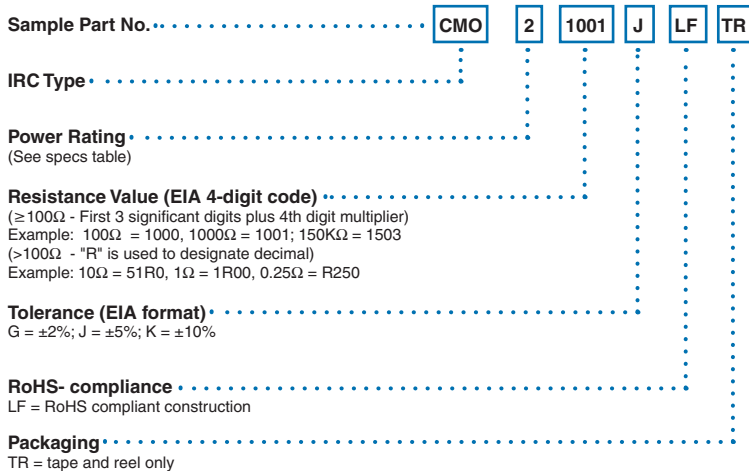 Sample Part No. CMO 2 1001 J LF TR
IRC Type
Power Rating
(See specs table)
Resistance Value (EIA 4-digit code)
(≥100Ω - First 3 significant digits plus 4th digit multiplier)
Example: 100Ω = 1000, 1000Ω = 1001; 150KΩ = 1503
(>100Ω - "R" is used to designate decimal)
Example: 10Ω = 51R0, 1Ω = 1R00, 0.25Ω = R250
Tolerance (EIA format)
G = ±2%; J = ±5%; K = ±10%
RoHS- compliance
LF = RoHS compliant construction
Packaging
TR = tape and reel only